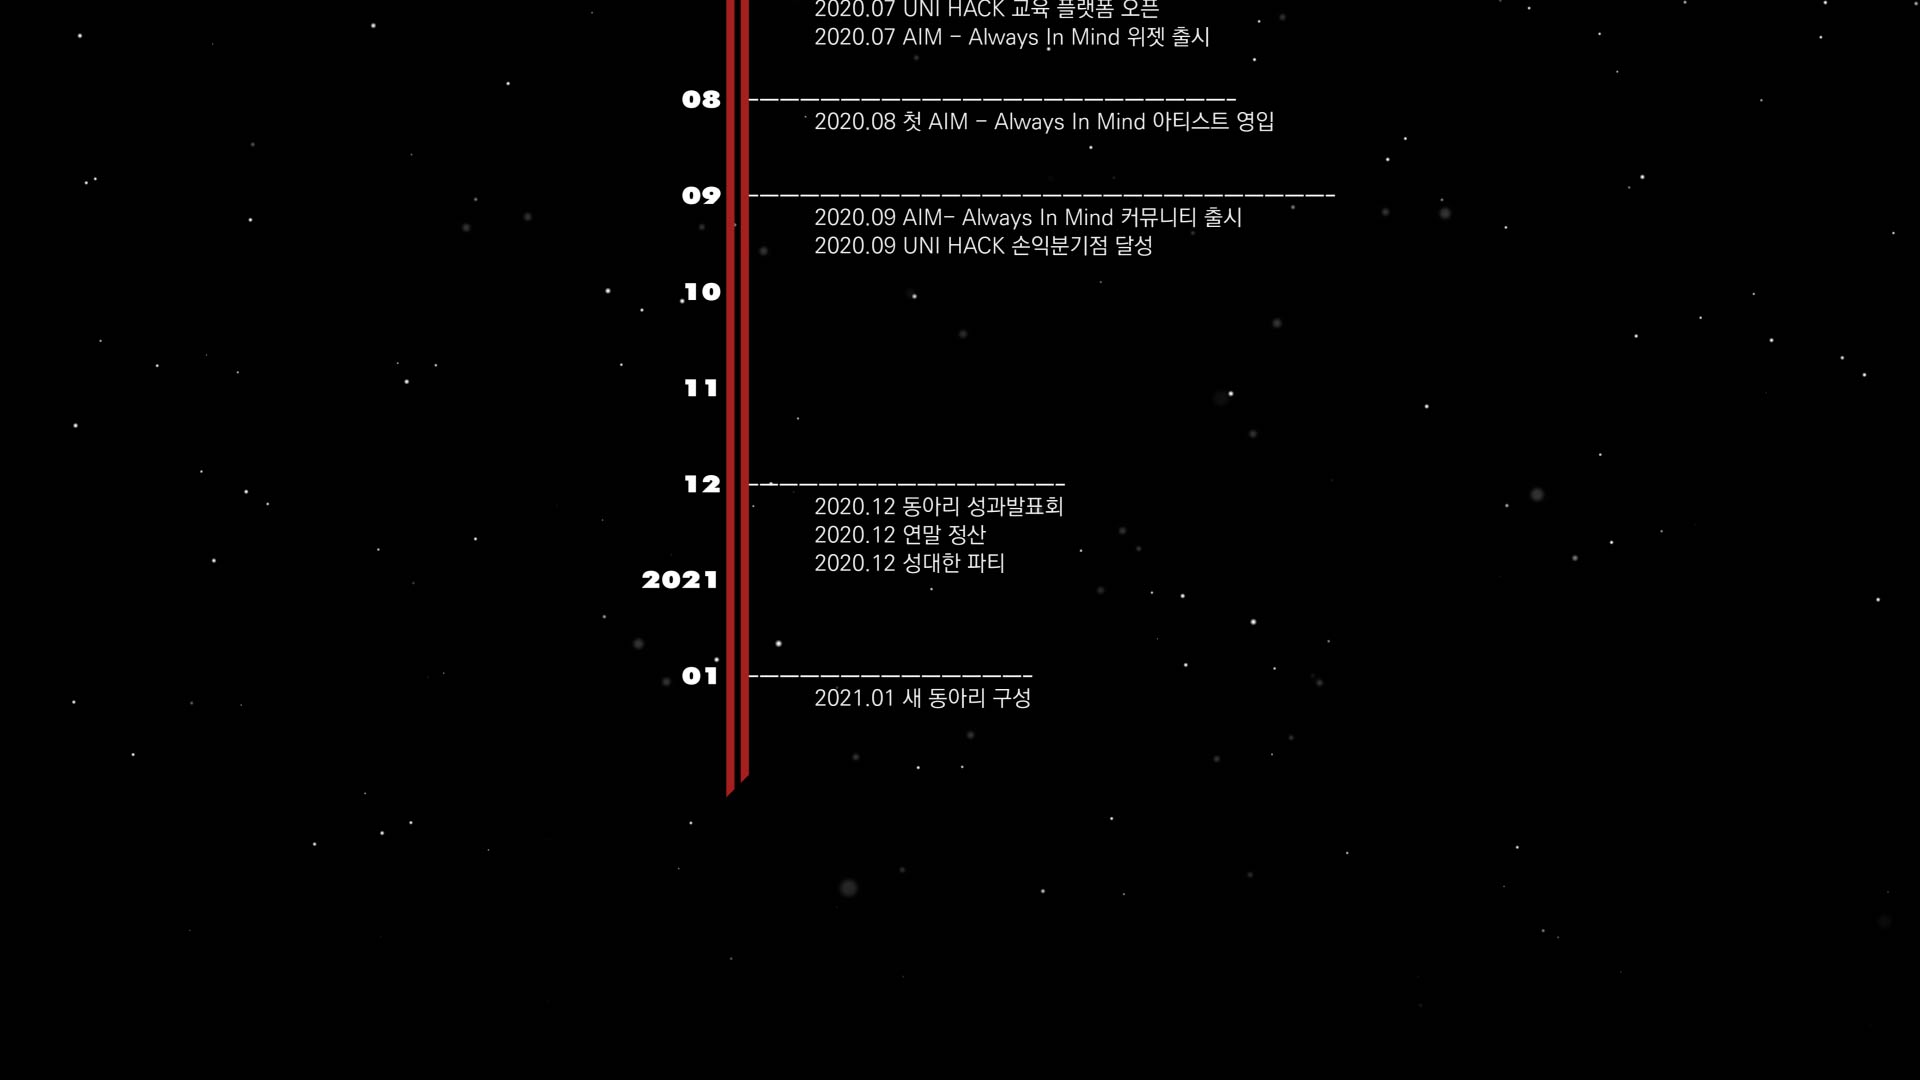 2020.07 UNI HACK 교육 플랫폼 오픈
2020.07 AIM - Always In Mind 위젯 출시
08
2020.08 첫 AIM - Always In Mind 아티스트 영입
09
2020.09 AIM- Always In Mind 커뮤니티 출시
2020.09 UNI HACK 손익분기점 달성
10
11
12
2020.12 동아리 성과발표회
2020.12 연말 정산
2020.12 성대한 파티
2021
01
2021.01 새 동아리 구성